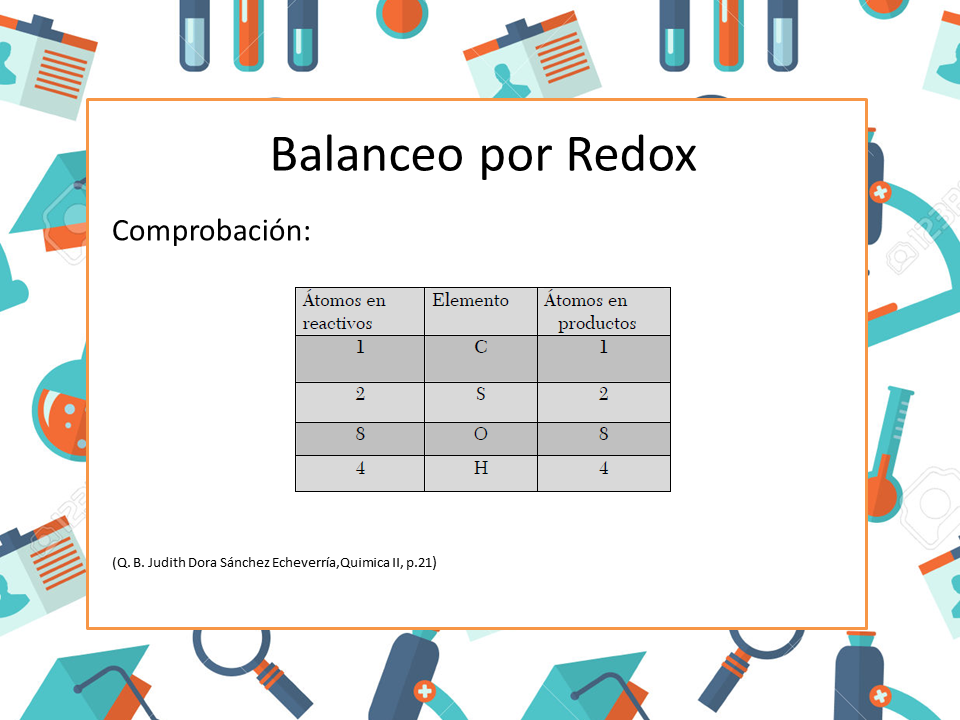 Balanceo por Redox
Comprobación:
Átomos en reactivos Elemento Átomos en productos
1 C 1
2 S 2
8 O 8
4 H 4
(Q. B. Judith Dora Sánchez Echeverría,Quimica II, p.21)